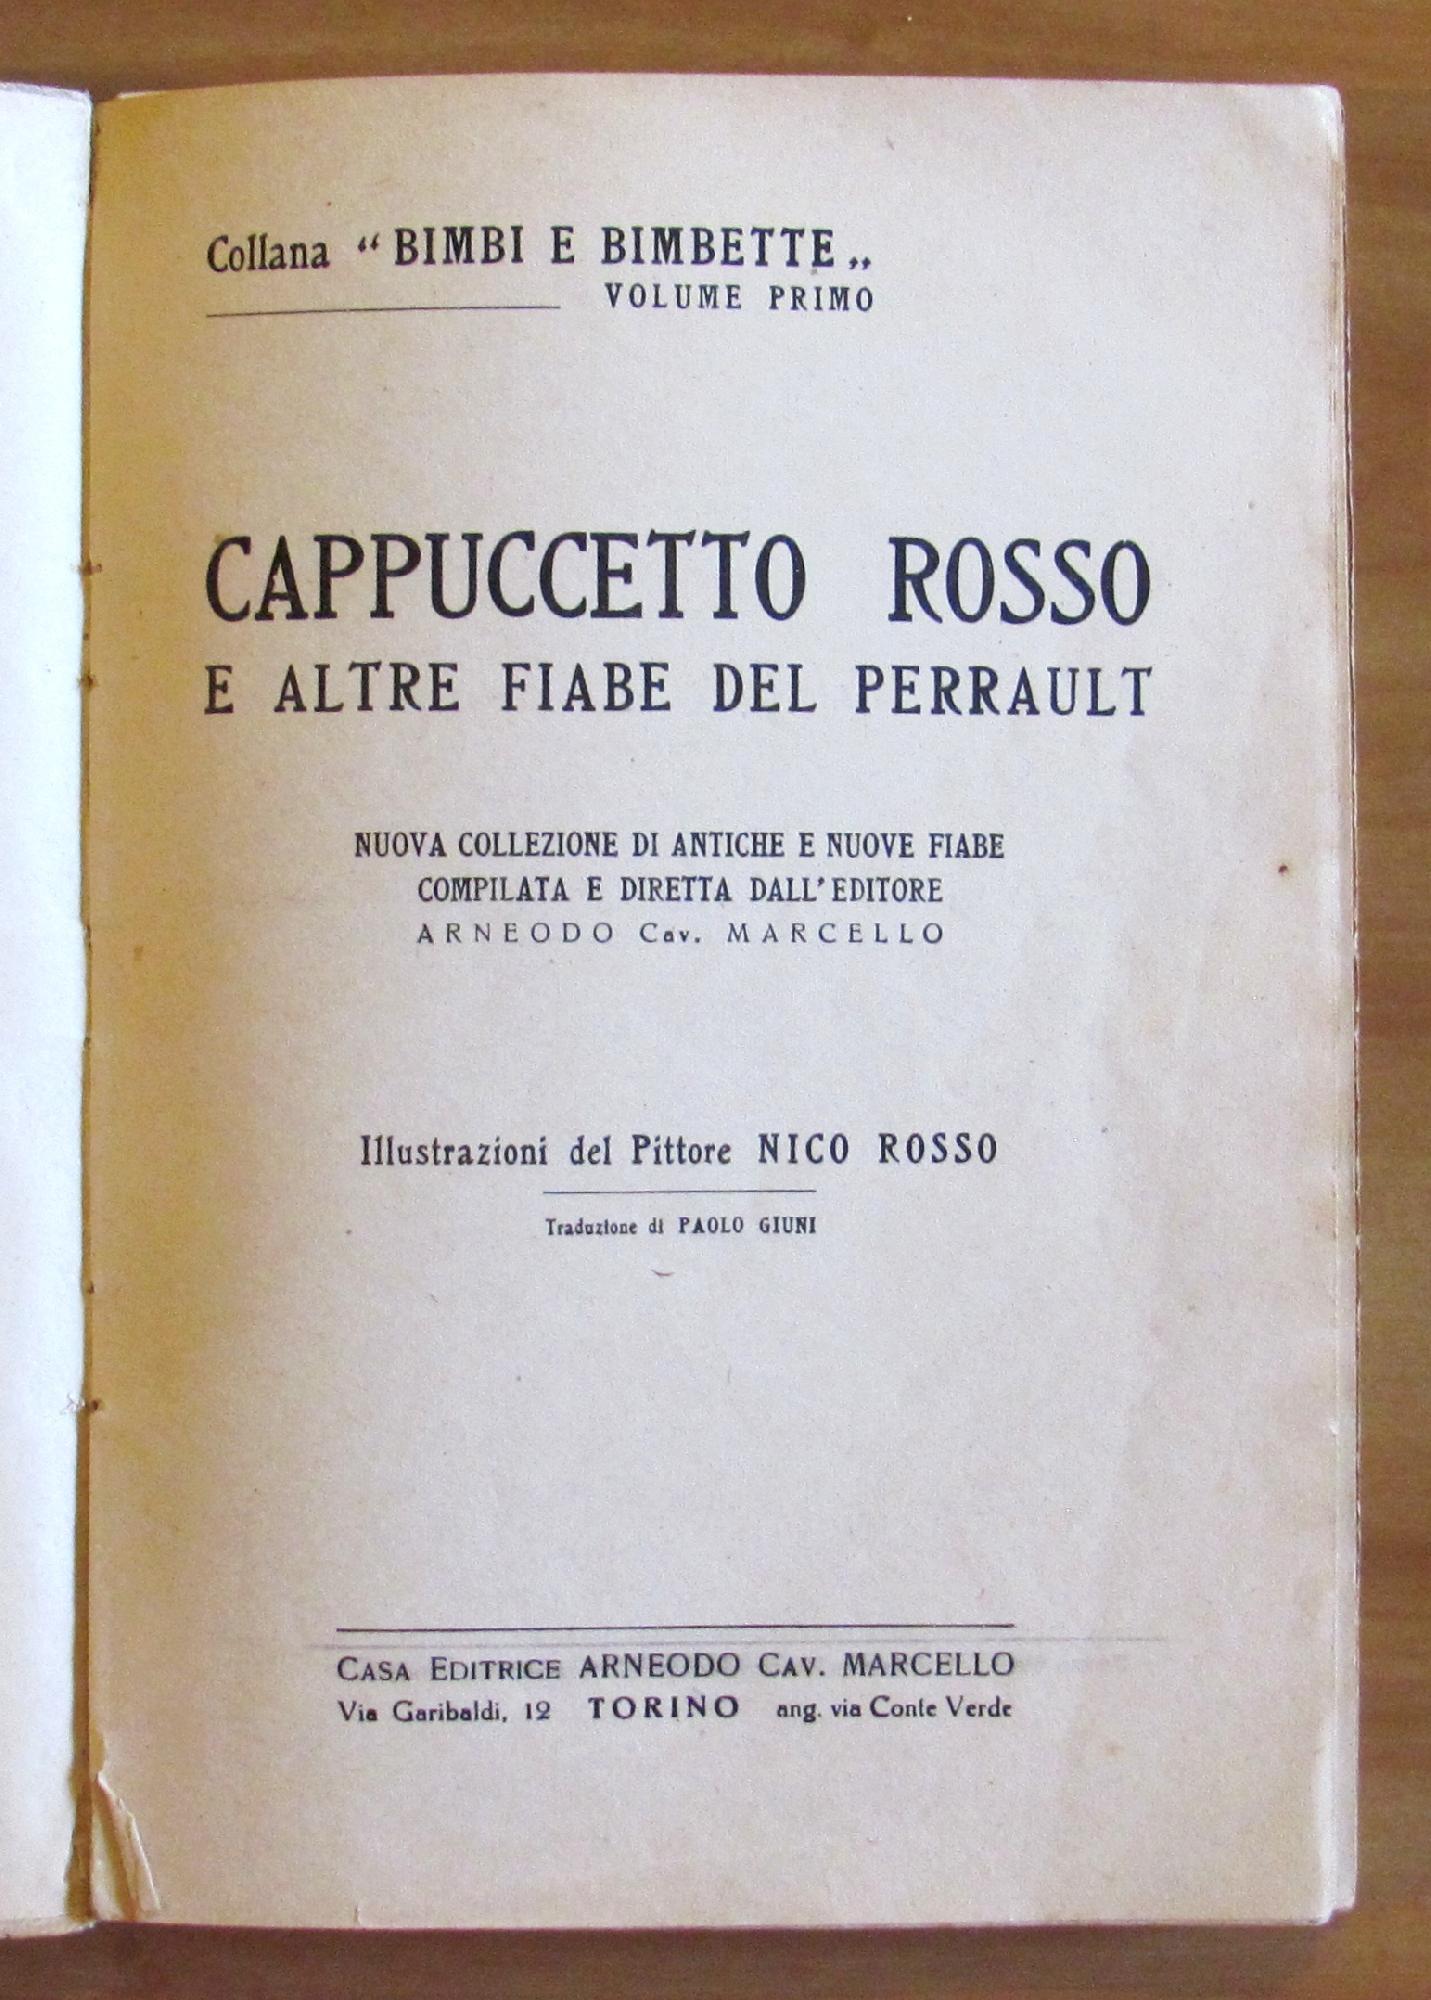 Collana “ BIMBI E BIMBETTE „
VOLUME PRIMO
CAPPUCCETTO ROSSO
E ALTRE FIABE DEL PERRAULT
NUOVA COLLEZIONE DI ANTICHE E NUOVE FIABE
COMPILATA E DIRETTA DALL'EDITORE
ARNEODO Cav. MARCELLO
Illustrazioni del Pittore NICO ROSSO
Traduzione di PAOLO GIUNI
CASA EDITRICE ARNEODO CAV. MARCELLO
Via Garibaldi, 12 TORINO ang. via Conte Verde